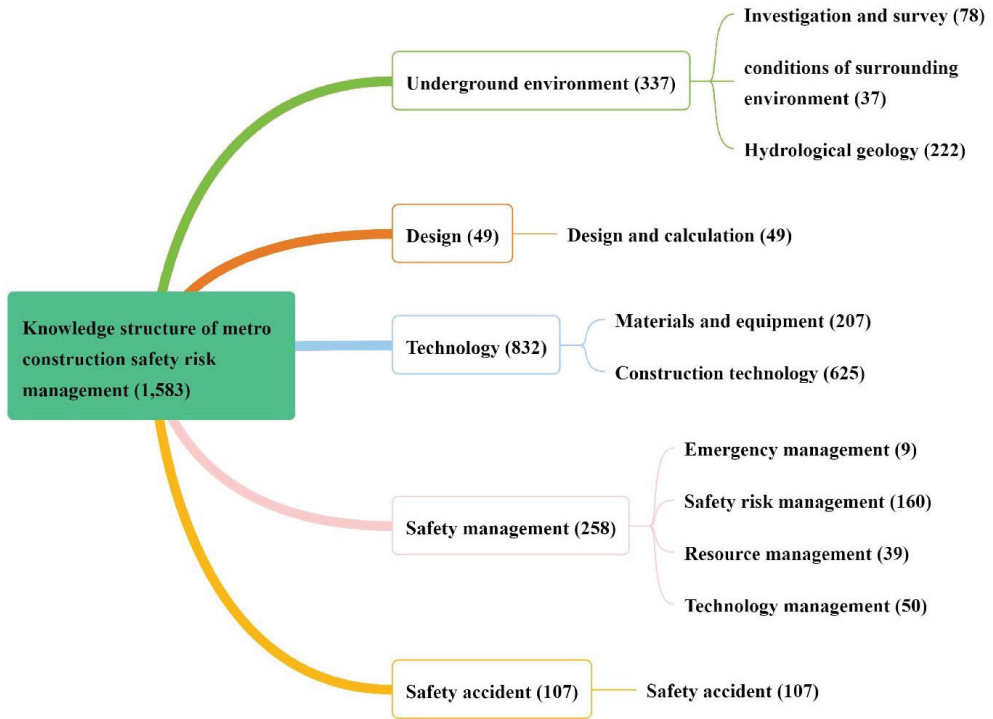 Knowledge structure of metro
construction safety risk
management (1,583)
Underground environment (337)
Investigation and survey (78)
conditions of surrounding
environment (37)
Hydrological geology (222)
Design (49)
Design and calculation (49)
Technology (832)
Materials and equipment (207)
Construction technology (625)
Safety management (258)
Emergency management (9)
Safety risk management (160)
Resource management (39)
Technology management (50)
Safety accident (107)
Safety accident (107)